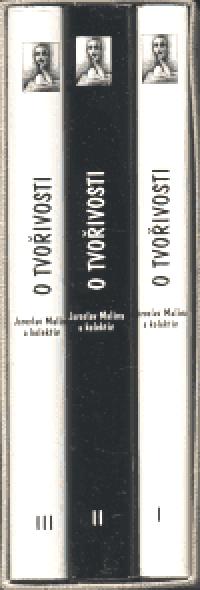 O TVOŘIVOSTI
Jaroslav Malina
a kolektiv
III
O TVOŘIVOSTI
Jaroslav Malina
a kolektiv
II
O TVOŘIVOSTI
Jaroslav Malina
a kolektiv
I